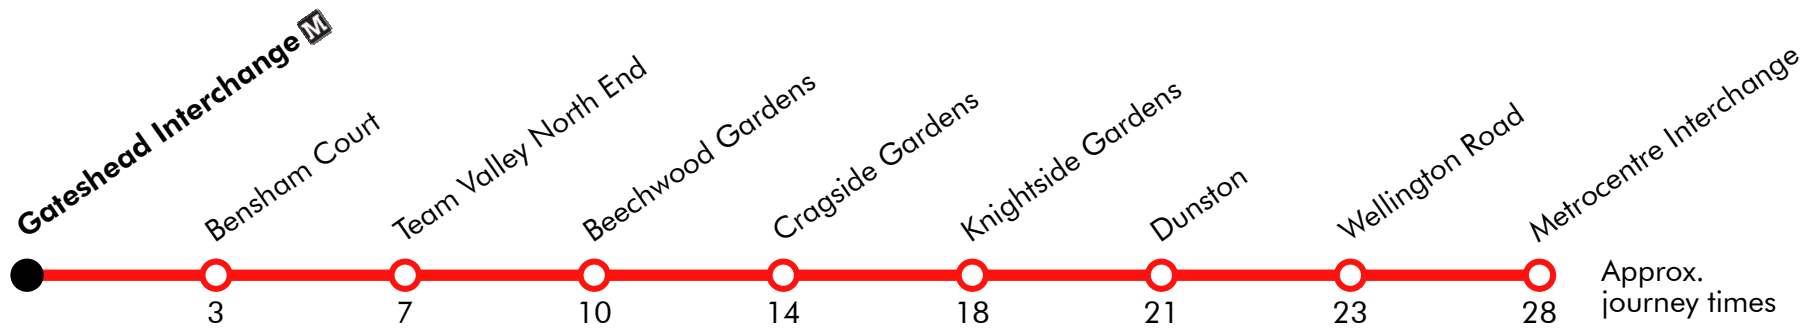 Gateshead Interchange M
Bensham Court
Team Valley North End
Beechwood Gardens
Cragside Gardens
Knightside Gardens
Dunston
Wellington Road
Metrocentre Interchange
3 7 10 14 18 21 23 28
Approx.
journey times